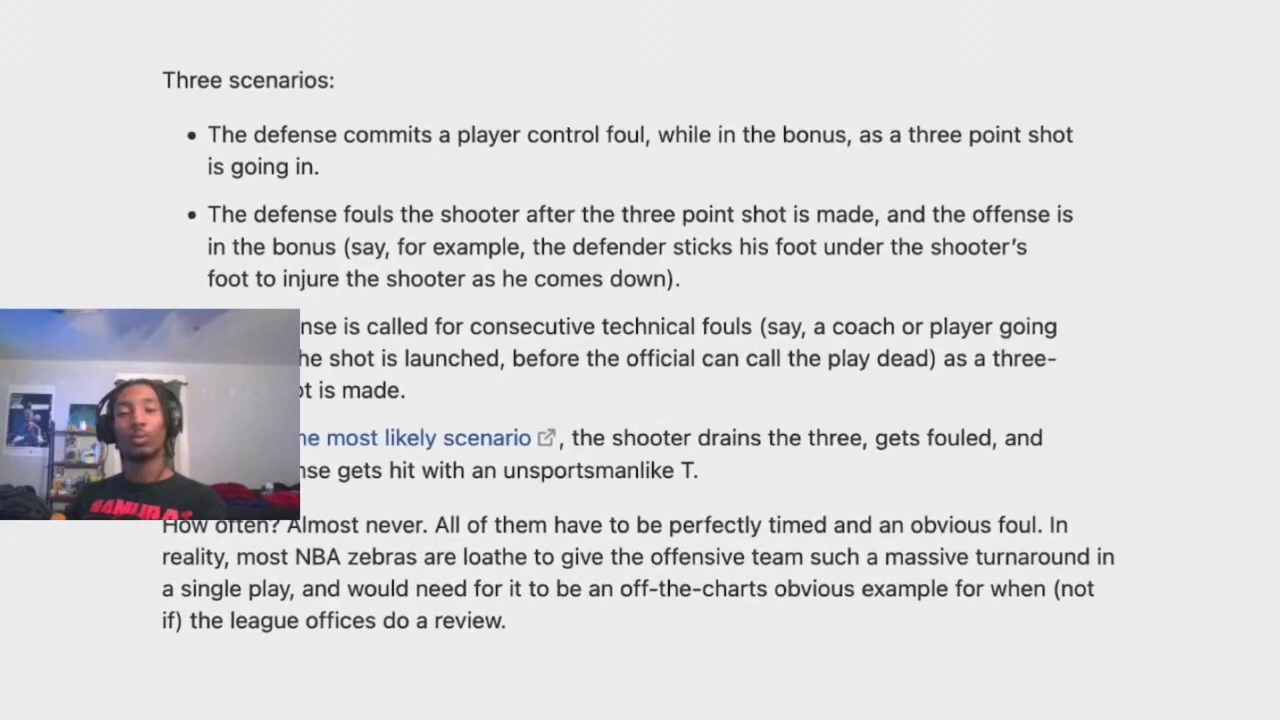 Three scenarios:
The defense commits a player control foul, while in the bonus, as a three point shot
is going in.
The defense fouls the shooter after the three point shot is made, and the offense is
in the bonus (say, for example, the defender sticks his foot under the shooter’s
foot to injure the shooter as he comes down).
nse is called for consecutive technical fouls (say, a coach or player going
he shot is launched, before the official can call the play dead) as a three-
ot is made.
he most likely scenario, the shooter drains the three, gets fouled, and
nse gets hit with an unsportsmanlike T.
How often? Almost never. All of them have to be perfectly timed and an obvious foul. In
reality, most NBA zebras are loathe to give the offensive team such a massive turnaround in
a single play, and would need for it to be an off-the-charts obvious example for when (not
if) the league offices do a review.